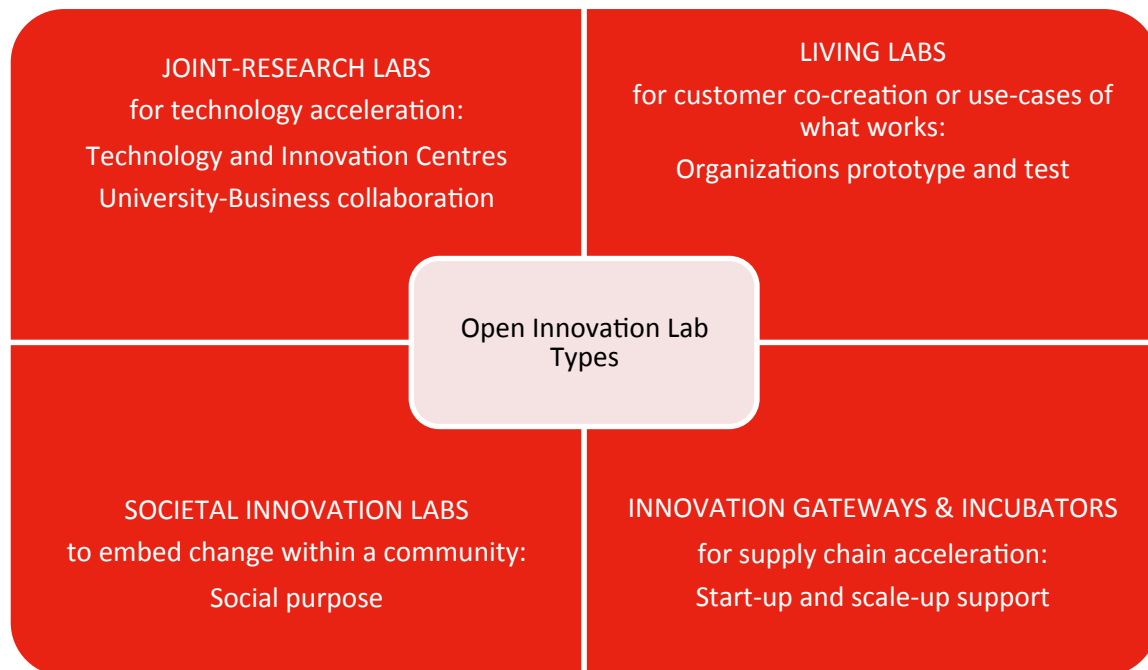 JOINT-RESEARCH LABS
for technology acceleration:
Technology and Innovation Centres
University-Business collaboration
LIVING LABS
for customer co-creation or use-cases of
what works:
Organizations prototype and test
Open Innovation Lab
Types
SOCIETAL INNOVATION LABS
to embed change within a community:
Social purpose
INNOVATION GATEWAYS & INCUBATORS
for supply chain acceleration:
Start-up and scale-up support